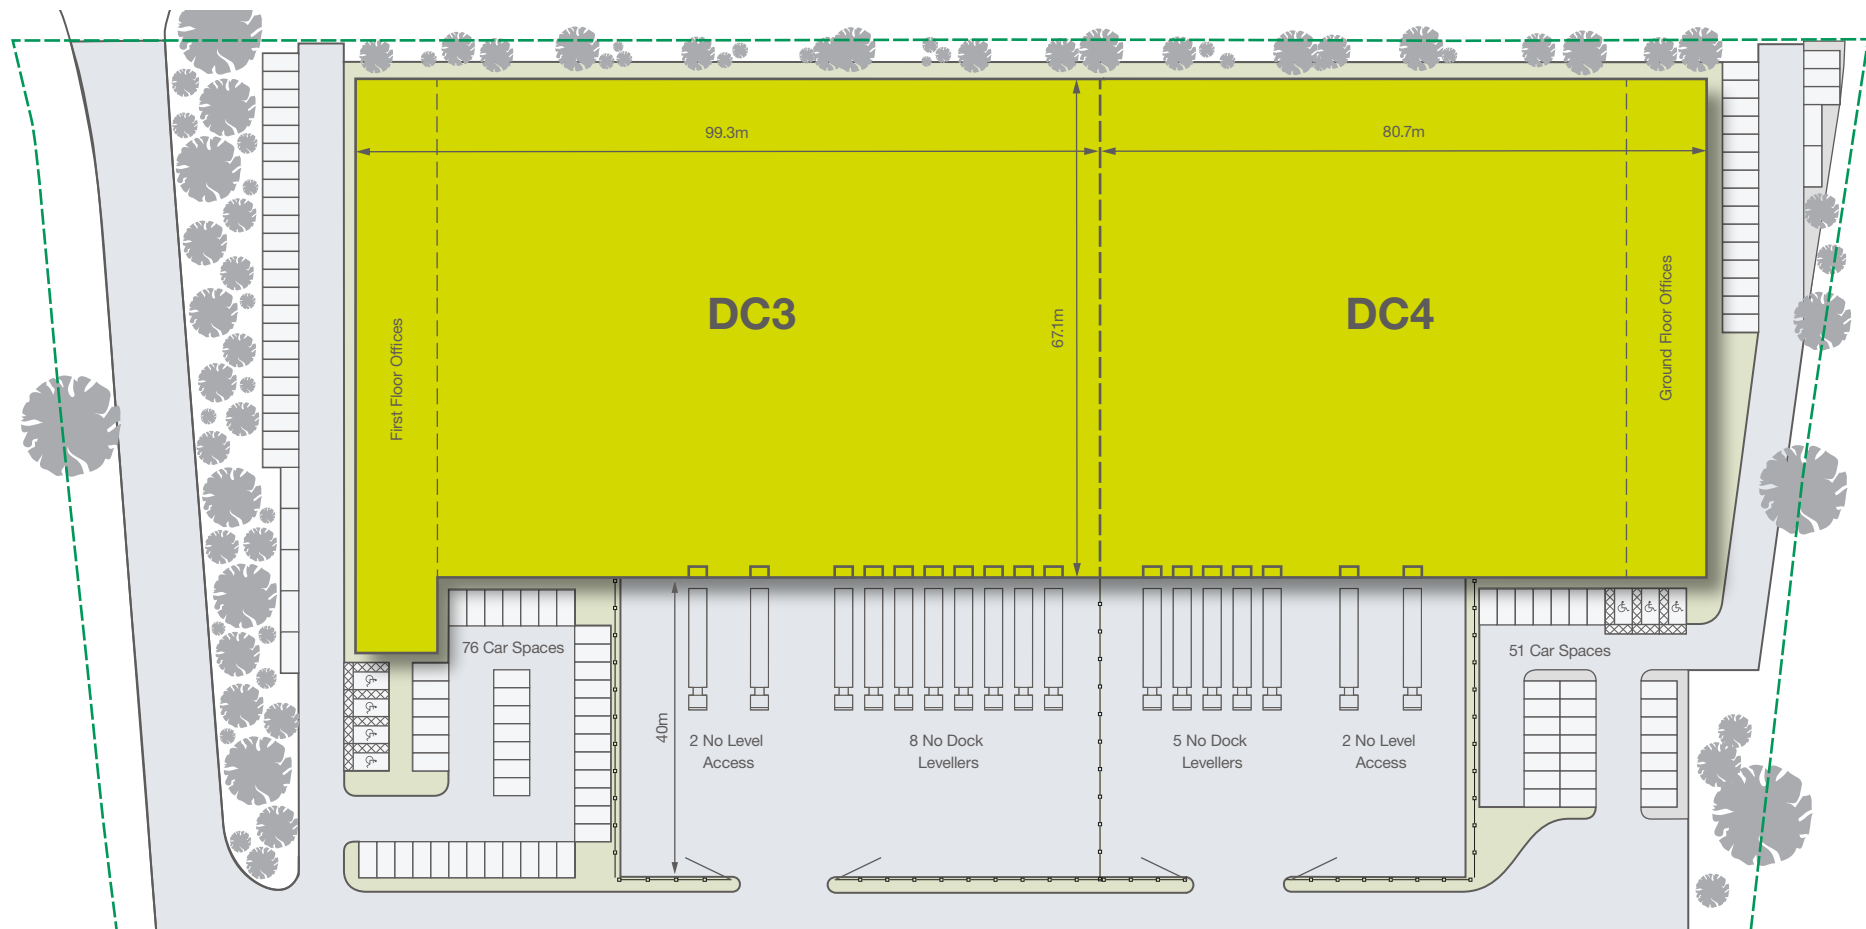 99.3m
80.7m
DC3
DC4
67.1m
First Floor Offices
Ground Floor Offices
76 Car Spaces
51 Car Spaces
40m
2 No Level
Access
8 No Dock
Levellers
5 No Dock
Levellers
2 No Level
Access